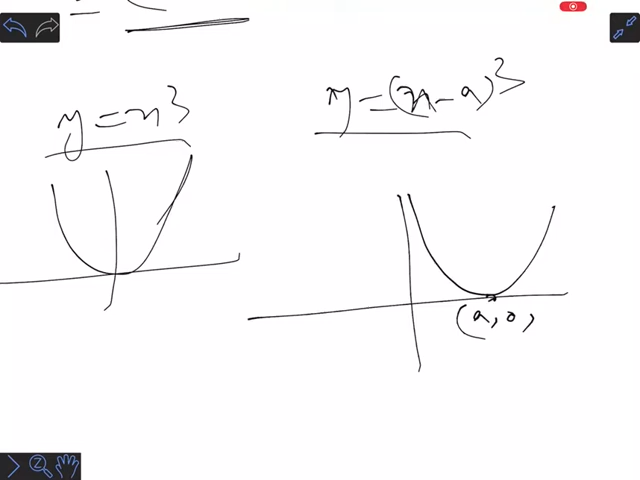 y = x³
y = (x - a)³
(a, 0,